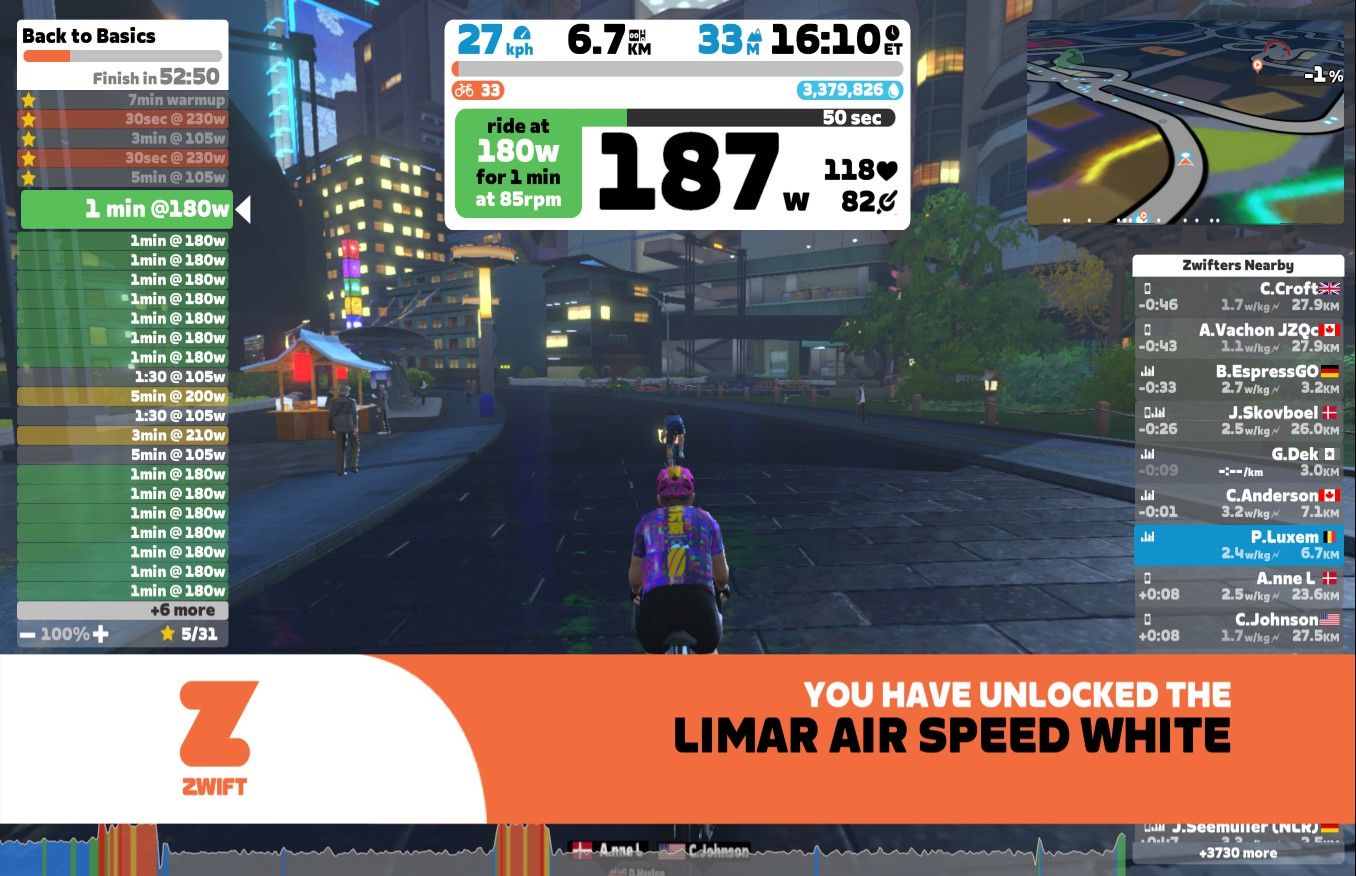 Back to Basics
Finish in 52:50
7min warmup
30sec @ 230w
3min @ 105w
30sec @ 230w
5min @ 105w
1 min @180w
1min @ 180w
1min @ 180w
1min @ 180w
1min @ 180w
1min @ 180w
1min @ 180w
1min @ 180w
1:30 @ 105w
5min @ 200w
1:30 @ 105w
3min @ 210w
5min @ 105w
1min @ 180w
1min @ 180w
1min @ 180w
1min @ 180w
1min @ 180w
1min @ 180w
1min @ 180w
+6 more
100%
5/31
27 kph 6.7 KM 33 M 16:10 ET
33
3,379,826
50 sec
ride at
180w
for 1 min
at 85rpm
187 w
118
82
-1 %
Zwifters Nearby
C.Croft
-0:46 1.7 w/kg 27.9KM
A.Vachon JZQc
-0:43 1.1 w/kg 27.9KM
B.EspressGO
-0:33 2.7 w/kg 3.2KM
J.Skovboel
-0:26 2.5 w/kg 26.0KM
G.Dek
-0:09 -:--/km 3.0KM
C.Anderson
-0:01 3.2 w/kg 7.1KM
P.Luxem
2.4 w/kg 6.7KM
A.nne L
+0:08 2.5 w/kg 23.6KM
C.Johnson
+0:08 1.7 w/kg 27.5KM
ZWIFT
YOU HAVE UNLOCKED THE
LIMAR AIR SPEED WHITE
J.Seemuller (NLR)
+3730 more
A.nne L
C.Johnson